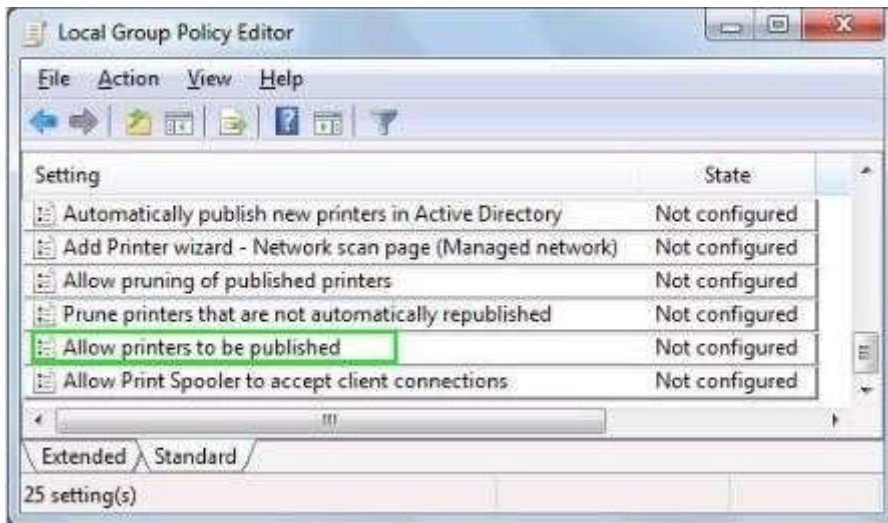 Local Group Policy Editor
File Action View Help
Setting State
Automatically publish new printers in Active Directory Not configured
Add Printer wizard - Network scan page (Managed network) Not configured
Allow pruning of published printers Not configured
Prune printers that are not automatically republished Not configured
Allow printers to be published Not configured
Allow Print Spooler to accept client connections Not configured
Extended Standard
25 setting(s)